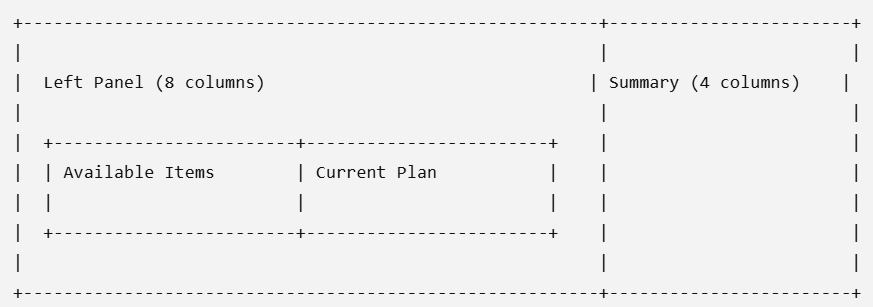 +---------------------------------------------------------+------------------------+
|                                                         |                        |
|  Left Panel (8 columns)                                | Summary (4 columns)    |
|                                                         |                        |
|  +------------------------+------------------------+    |                        |
|  | Available Items        | Current Plan           |    |                        |
|  |                        |                        |    |                        |
|  +------------------------+------------------------+    |                        |
|                                                         |                        |
+---------------------------------------------------------+------------------------+